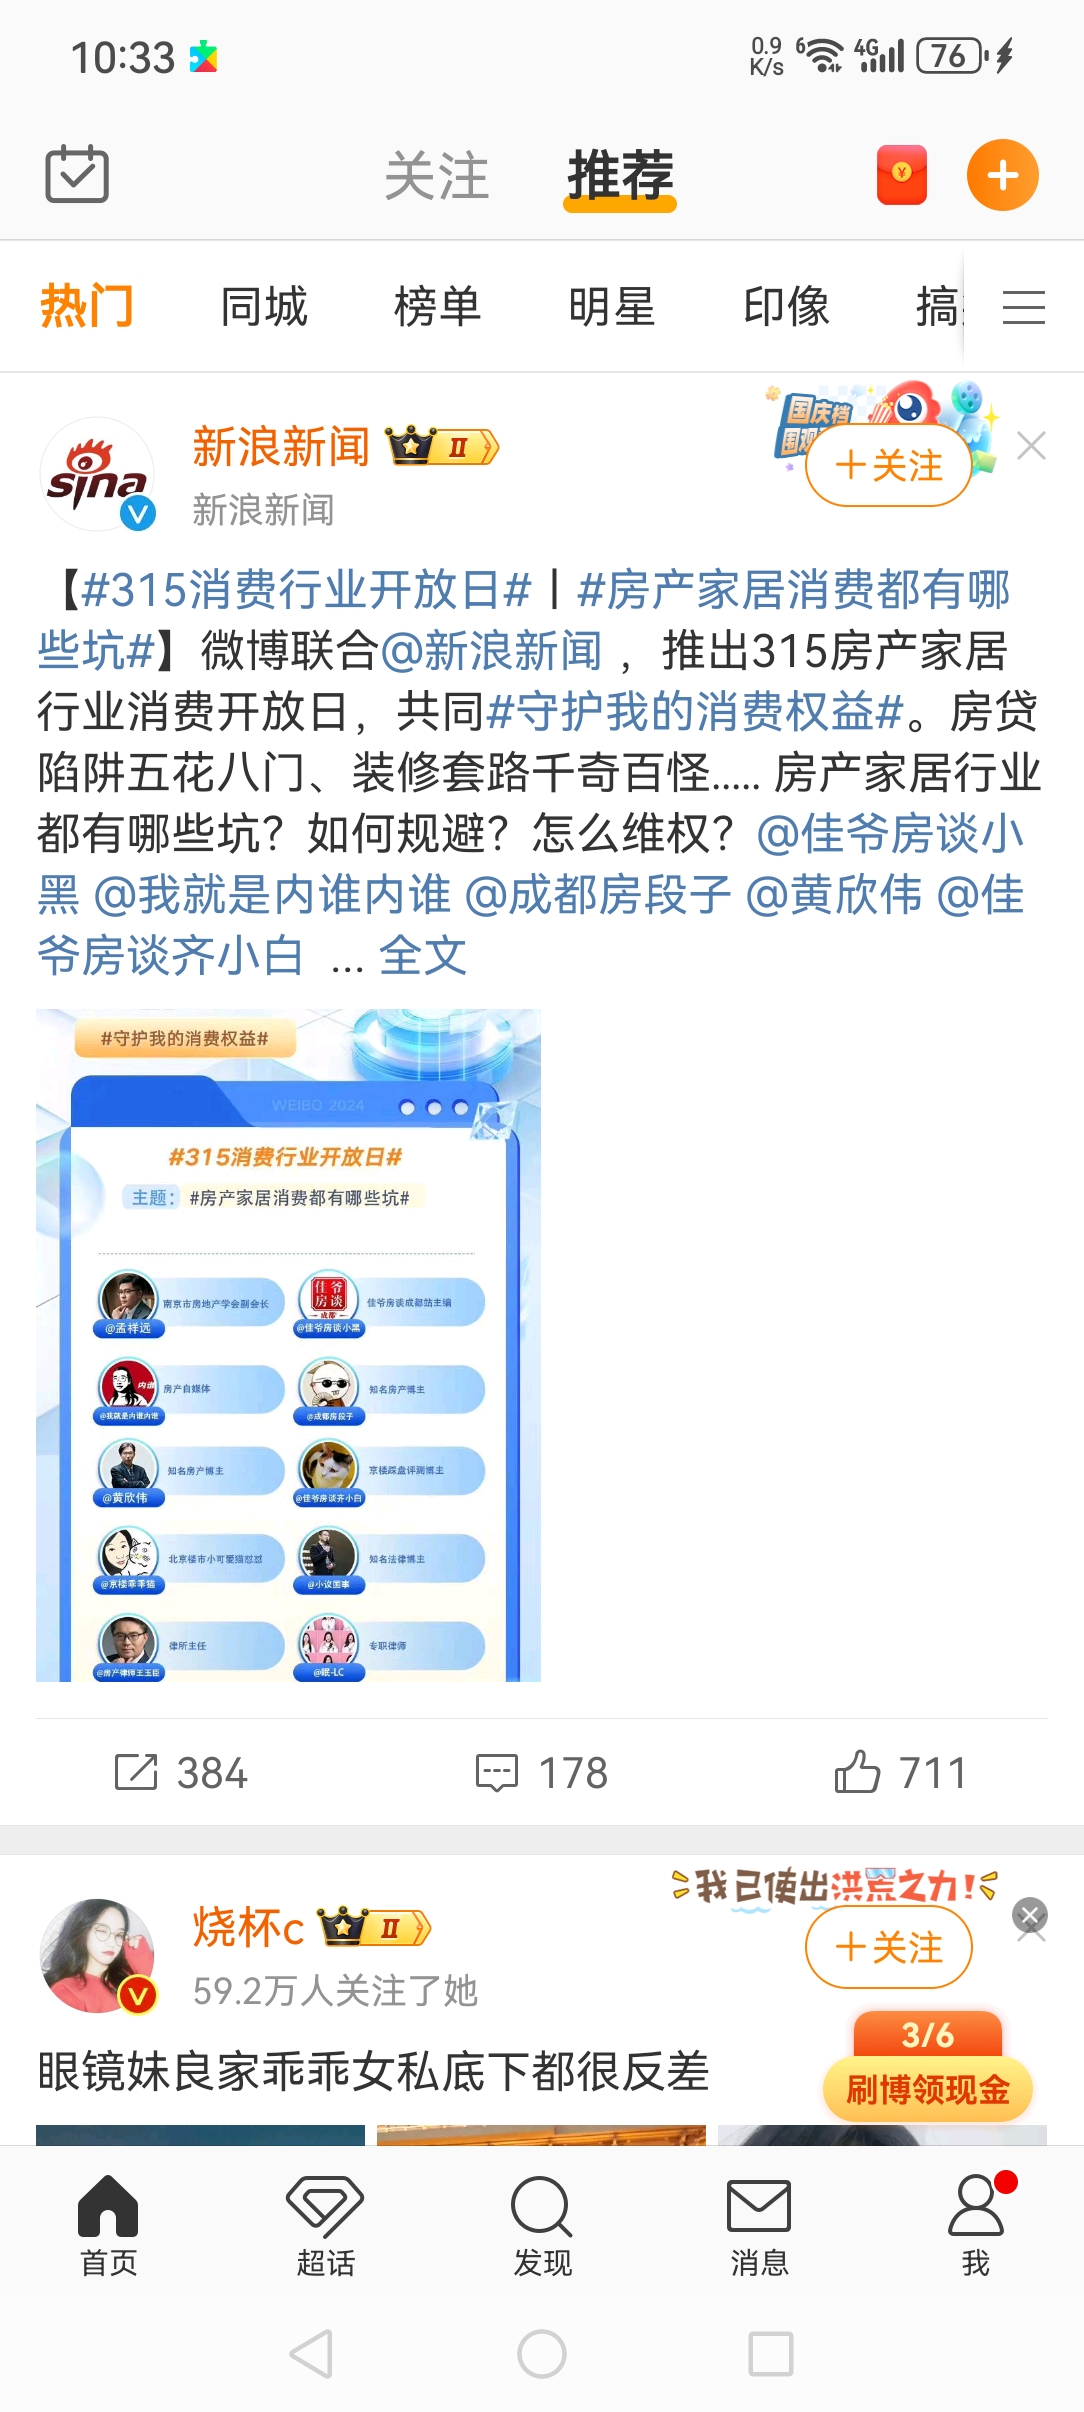 10:33
0.9 K/s
6
4G
76
关注
推荐
热门
同城
榜单
明星
印像
搞
sina
新浪新闻
II
国庆档
+关注
新浪新闻
【#315消费行业开放日#丨#房产家居消费都有哪
些坑#】微博联合@新浪新闻 ，推出315房产家居
行业消费开放日，共同#守护我的消费权益#。房贷
陷阱五花八门、装修套路千奇百怪..... 房产家居行业
都有哪些坑？如何规避？怎么维权？@佳爷房谈小
黑 @我就是内谁内谁 @成都房段子 @黄欣伟 @佳
爷房谈齐小白 ... 全文
#守护我的消费权益#
WEIBO 2024
#315消费行业开放日#
主题：#房产家居消费都有哪些坑#
南京市房地产学会副会长
@孟祥远
佳爷房谈
成都
佳爷房谈成都站主编
@佳爷房谈小黑
内谁
房产自媒体
@我就是内谁内谁
知名房产博主
@成都房段子
知名房产博主
@黄欣伟
京楼踩盘评测博主
@佳爷房谈齐小白
北京楼市小可爱猫怼怼
@京楼乖乖猫
知名法律博主
@小议国事
律所主任
@房产律师王玉臣
专职律师
@眠-LC
384
178
711
我已使出洪荒之力！
烧杯c
II
+关注
59.2万人关注了她
眼镜妹良家乖乖女私底下都很反差
3/6
刷博领现金
首页
超话
发现
消息
我